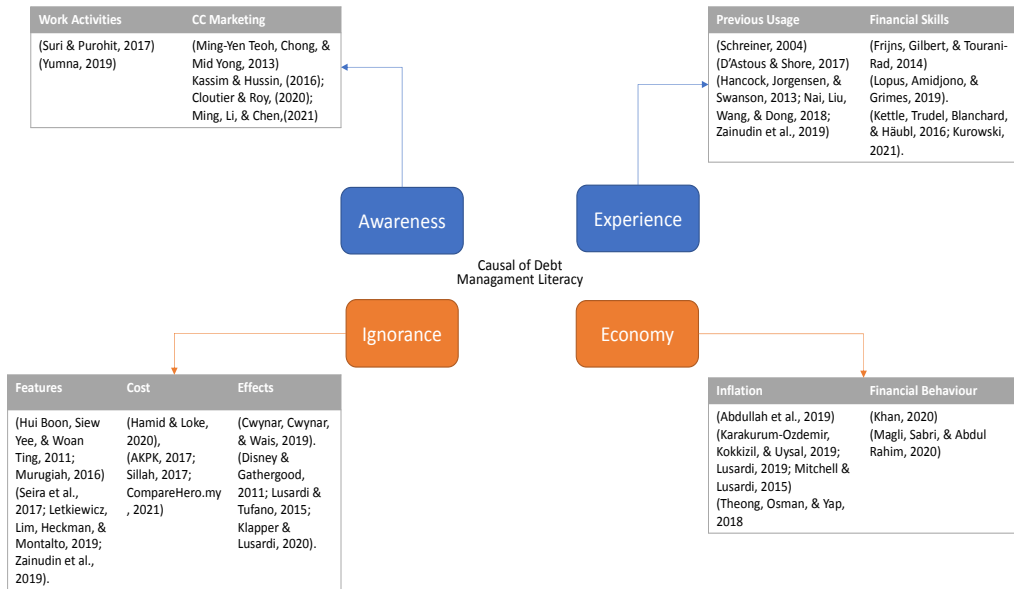 Work Activities
(Suri & Purohit, 2017)
(Yumna, 2019)
CC Marketing
(Ming-Yen Teoh, Chong, &
Mid Yong, 2013)
Kassim & Hussin, (2016);
Cloutier & Roy, (2020);
Ming, Li, & Chen,(2021)
Previous Usage
(Schreiner, 2004)
(D'Astous & Shore, 2017)
(Hancock, Jorgensen, &
Swanson, 2013; Nai, Liu,
Wang, & Dong, 2018;
Zainudin et al., 2019)
Financial Skills
(Frijns, Gilbert, & Tourani-
Rad, 2014)
(Lopus, Amidjono, &
Grimes, 2019).
(Kettle, Trudel, Blanchard,
& Häubl, 2016; Kurowski,
2021).
Awareness
Experience
Causal of Debt
Managament Literacy
Ignorance
Economy
Features
(Hui Boon, Siew
Yee, & Woan
Ting, 2011;
Murugiah, 2016)
(Seira et al.,
2017; Letkiewicz,
Lim, Heckman, &
Montalto, 2019;
Zainudin et al.,
2019).
Cost
(Hamid & Loke,
2020),
(AKPK, 2017;
Sillah, 2017;
CompareHero.my
, 2021)
Effects
(Cwynar, Cwynar,
& Wais, 2019).
(Disney &
Gathergood,
2011; Lusardi &
Tufano, 2015;
Klapper &
Lusardi, 2020).
Inflation
(Abdullah et al., 2019)
(Karakurum-Ozdemir,
Kokkizil, & Uysal, 2019;
Lusardi, 2019; Mitchell &
Lusardi, 2015)
(Theong, Osman, & Yap,
2018
Financial Behaviour
(Khan, 2020)
(Magli, Sabri, & Abdul
Rahim, 2020)